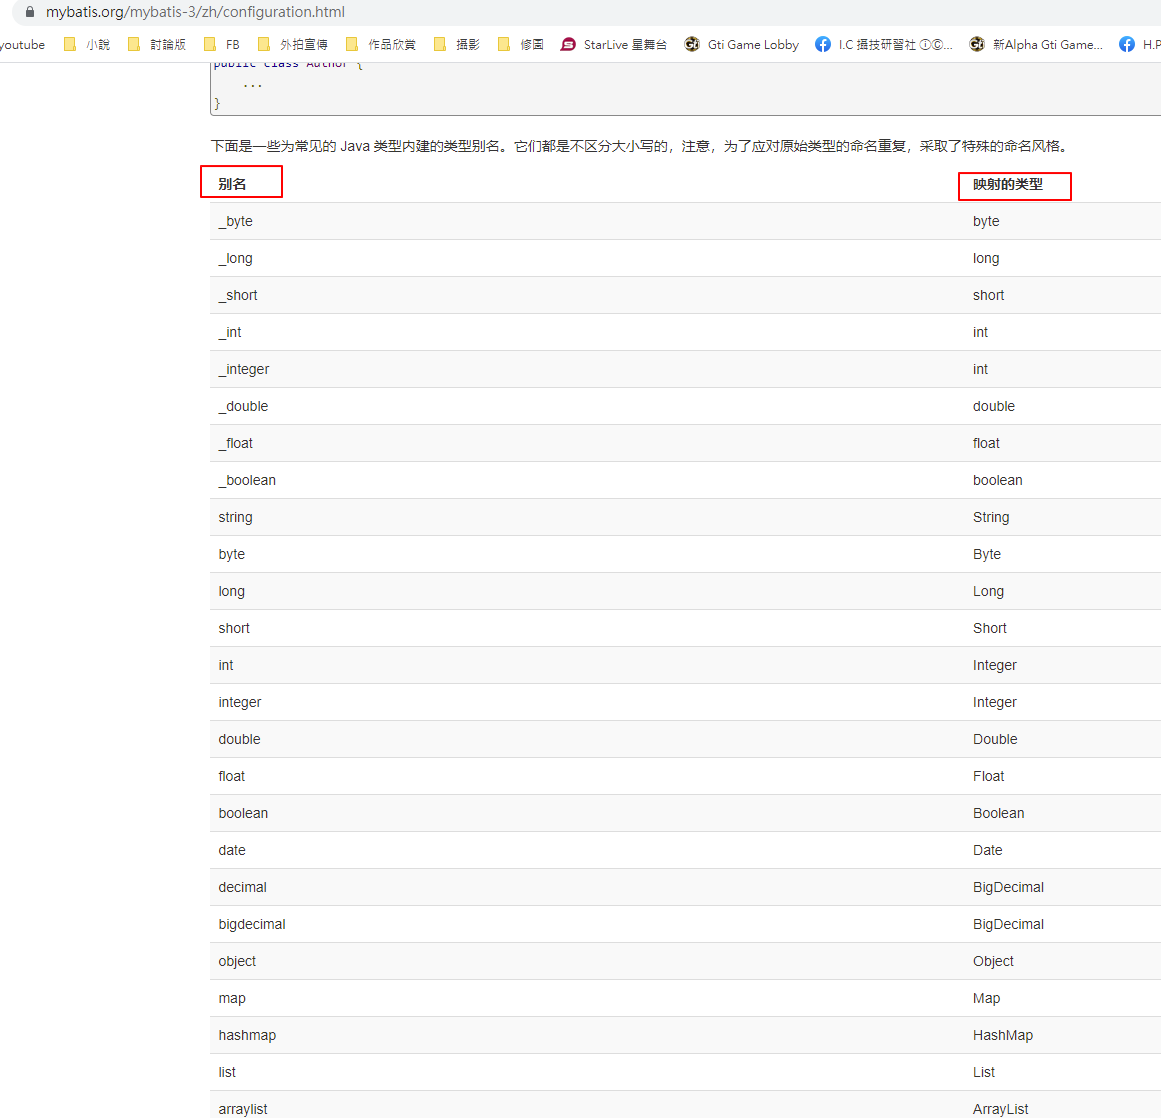 mybatis.org/mybatis-3/zh/configuration.html
youtube 小說 討論版 FB 外拍宣傳 作品欣賞 攝影 修圖 StarLive 星舞台 Gti Game Lobby I.C 攝技研習社 ⓘⓒ... 新Alpha Gti Game... H.P
public class Author {
...
}
下面是一些为常见的 Java 类型内建的类型别名。它们都是不区分大小写的，注意，为了应对原始类型的命名重复，采取了特殊的命名风格。
别名 映射的类型
_byte byte
_long long
_short short
_int int
_integer int
_double double
_float float
_boolean boolean
string String
byte Byte
long Long
short Short
int Integer
integer Integer
double Double
float Float
boolean Boolean
date Date
decimal BigDecimal
bigdecimal BigDecimal
object Object
map Map
hashmap HashMap
list List
arraylist ArrayList